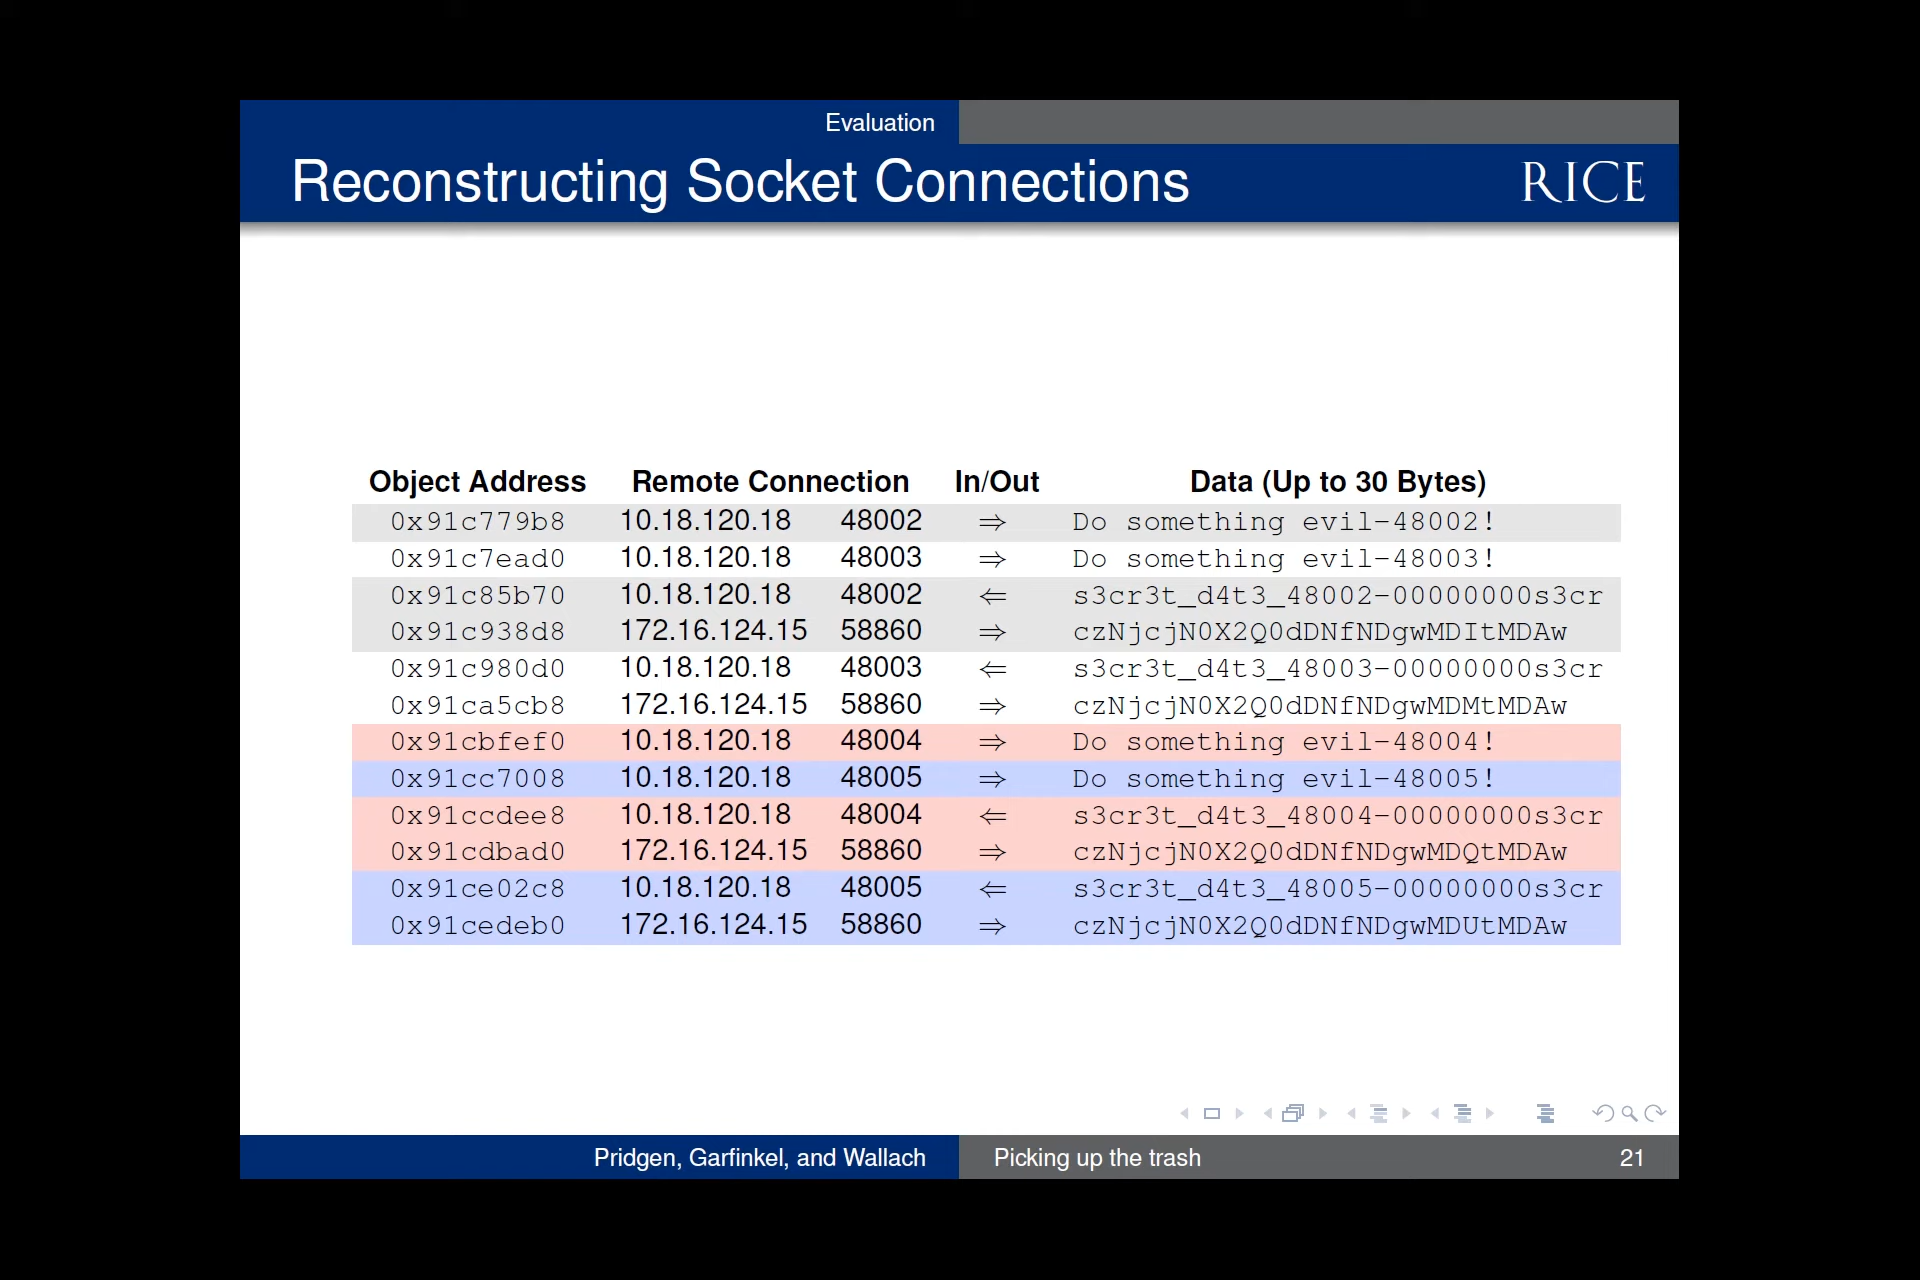 Evaluation
Reconstructing Socket Connections RICE
Object Address Remote Connection In/Out Data (Up to 30 Bytes)
0x91c779b8 10.18.120.18 48002 ⇒ Do something evil-48002!
0x91c7ead0 10.18.120.18 48003 ⇒ Do something evil-48003!
0x91c85b70 10.18.120.18 48002 ⇐ s3cr3t_d4t3_48002-00000000s3cr
0x91c938d8 172.16.124.15 58860 ⇒ czNjcjN0X2Q0dDNfNDgwMDItMDAw
0x91c980d0 10.18.120.18 48003 ⇐ s3cr3t_d4t3_48003-00000000s3cr
0x91ca5cb8 172.16.124.15 58860 ⇒ czNjcjN0X2Q0dDNfNDgwMDMtMDAw
0x91cbfef0 10.18.120.18 48004 ⇒ Do something evil-48004!
0x91cc7008 10.18.120.18 48005 ⇒ Do something evil-48005!
0x91ccdee8 10.18.120.18 48004 ⇐ s3cr3t_d4t3_48004-00000000s3cr
0x91cdbad0 172.16.124.15 58860 ⇒ czNjcjN0X2Q0dDNfNDgwMDQtMDAw
0x91ce02c8 10.18.120.18 48005 ⇐ s3cr3t_d4t3_48005-00000000s3cr
0x91cedeb0 172.16.124.15 58860 ⇒ czNjcjN0X2Q0dDNfNDgwMDUtMDAw
Pridgen, Garfinkel, and Wallach Picking up the trash 21